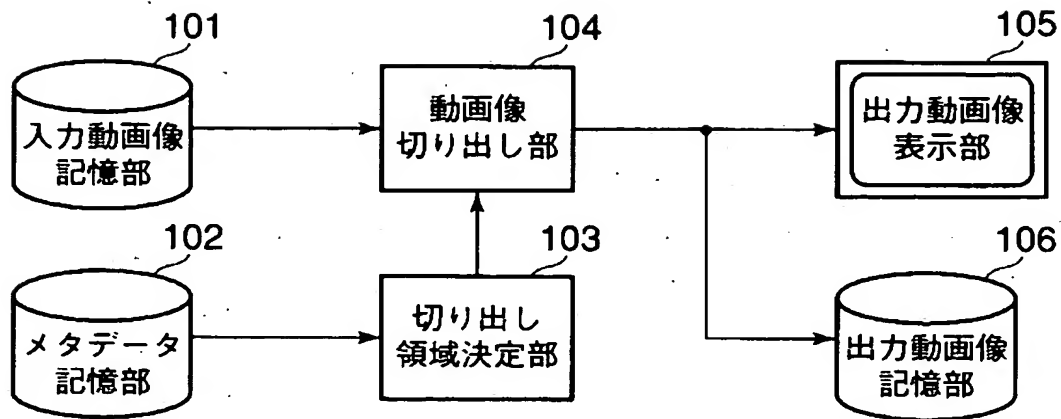 101
入力動画像
記憶部
104
動画像
切り出し部
105
出力動画像
表示部
102
メタデータ
記憶部
103
切り出し
領域決定部
106
出力動画像
記憶部